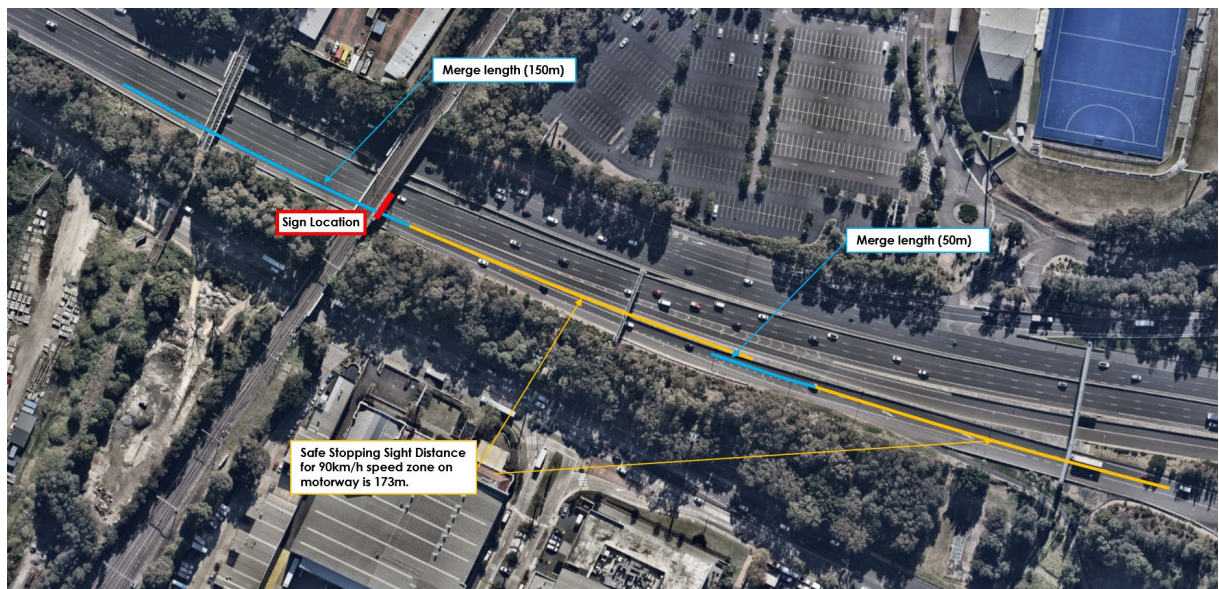 Merge length (150m)
Sign Location
Merge length (50m)
Safe Stopping Sight Distance
for 90km/h speed zone on
motorway is 173m.